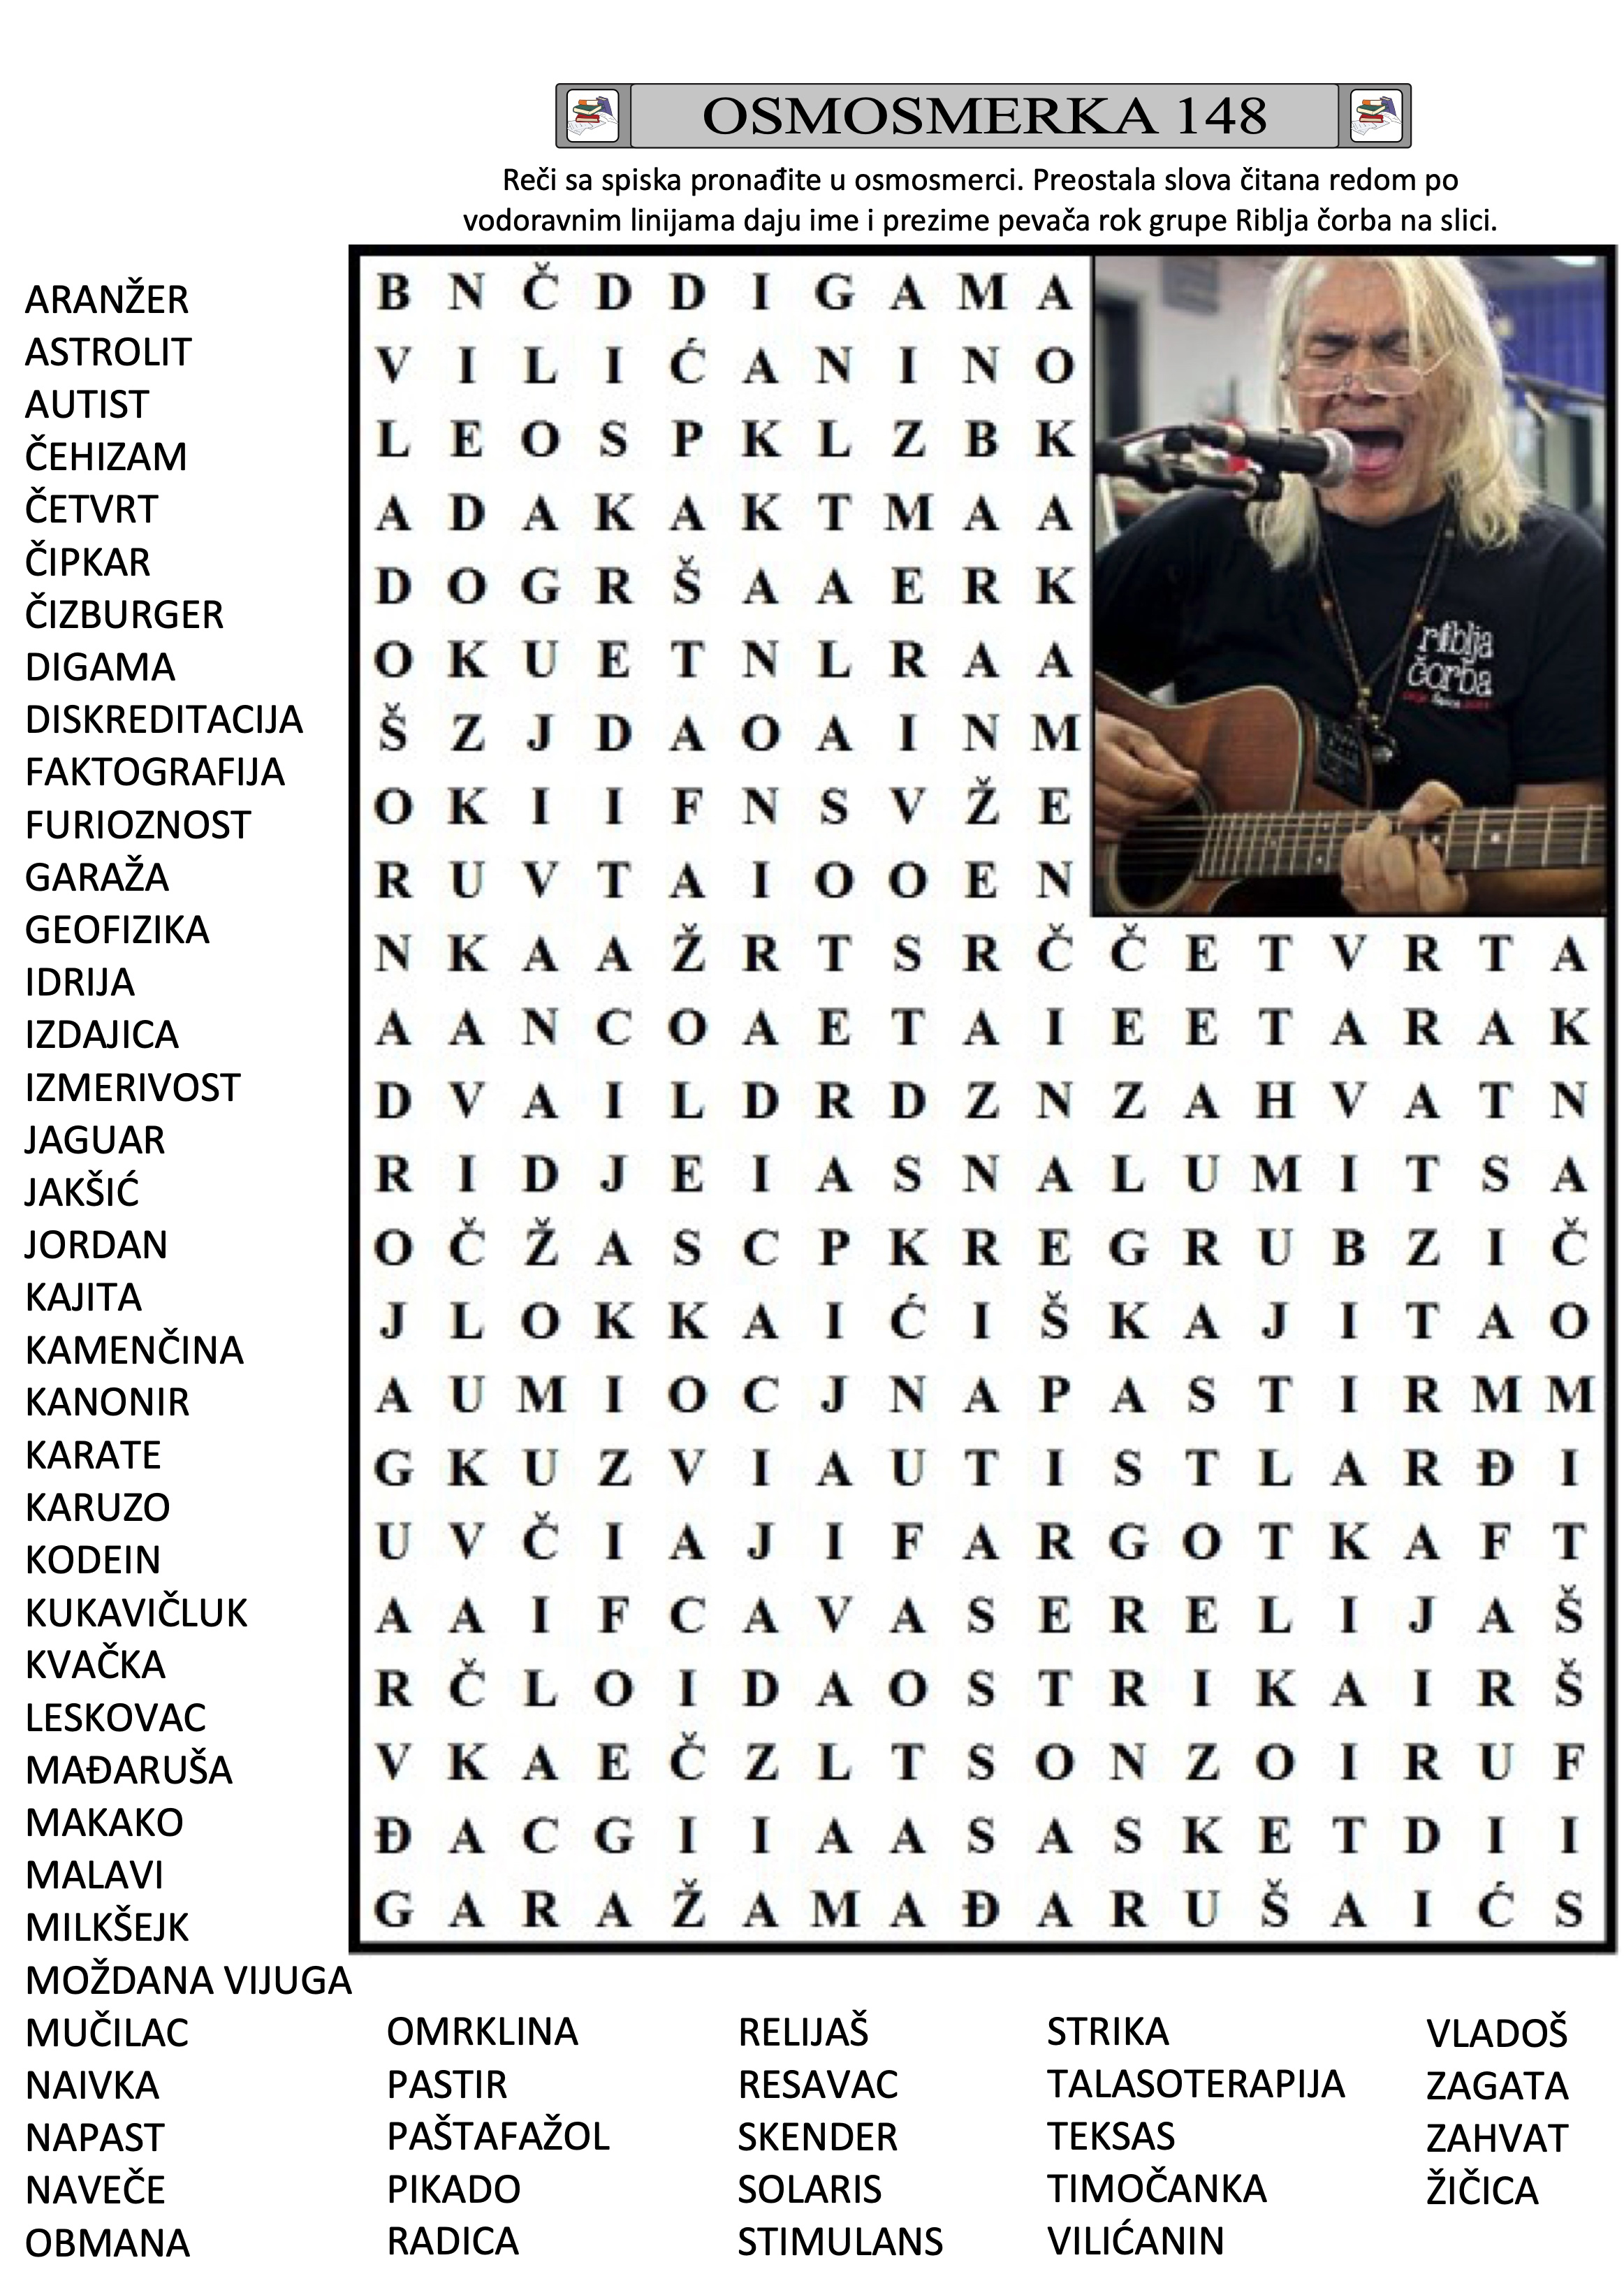 OSMOSMERKA 148
Reči sa spiska pronađite u osmosmerci. Preostala slova čitana redom po
vodoravnim linijama daju ime i prezime pevača rok grupe Riblja čorba na slici.
ARANŽER
ASTROLIT
AUTIST
ČEHIZAM
ČETVRT
ČIPKAR
ČIZBURGER
DIGAMA
DISKREDITACIJA
FAKTOGRAFIJA
FURIOZNOST
GARAŽA
GEOFIZIKA
IDRIJA
IZDAJICA
IZMERIVOST
JAGUAR
JAKŠIĆ
JORDAN
KAJITA
KAMENČINA
KANONIR
KARATE
KARUZO
KODEIN
KUKAVIČLUK
KVAČKA
LESKOVAC
MAĐARUŠA
MAKAKO
MALAVI
MILKŠEJK
MOŽDANA VIJUGA
MUČILAC
NAIVKA
NAPAST
NAVEČE
OBMANA
B N Č D D I G A M A
V I L I Ć A N I N O
L E O S P K L Z B K
A D A K A K T M A A
D O G R Š A A E R K
O K U E T N L R A A
Š Z J D A O A I N M
O K I I F N S V Ž E
R U V T A I O O E N
N K A A Ž R T S R Č Č E T V R T A
A A N C O A E T A I E E T A R A K
D V A I L D R D Z N Z A H V A T N
R I D J E I A S N A L U M I T S A
O Č Ž A S C P K R E G R U B Z I Č
J L O K K A I Ć I Š K A J I T A O
A U M I O C J N A P A S T I R M M
G K U Z V I A U T I S T L A R Đ I
U V Č I A J I F A R G O T K A F T
A A I F C A V A S E R E L I J A Š
R Č L O I D A O S T R I K A I R Š
V K A E Č Z L T S O N Z O I R U F
Đ A C G I I A A S A S K E T D I I
G A R A Ž A M A Đ A R U Š A I Ć S
riblja
čorba
OMRKLINA
PASTIR
PAŠTAFAŽOL
PIKADO
RADICA
RELIJAŠ
RESAVAC
SKENDER
SOLARIS
STIMULANS
STRIKA
TALASOTERAPIJA
TEKSAS
TIMOČANKA
VILIĆANIN
VLADOŠ
ZAGATA
ZAHVAT
ŽIČICA